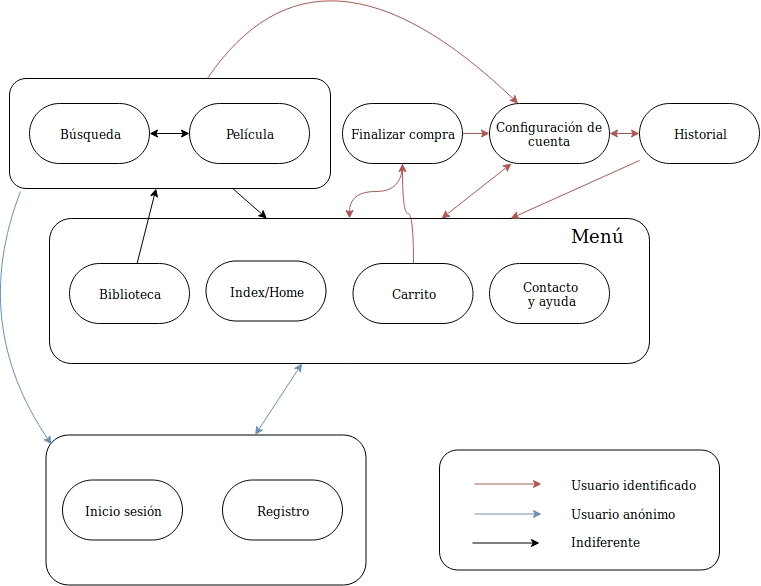 Búsqueda
Película
Finalizar compra
Configuración de
cuenta
Historial
Menú
Biblioteca
Index/Home
Carrito
Contacto
y ayuda
Inicio sesión
Registro
Usuario identificado
Usuario anónimo
Indiferente